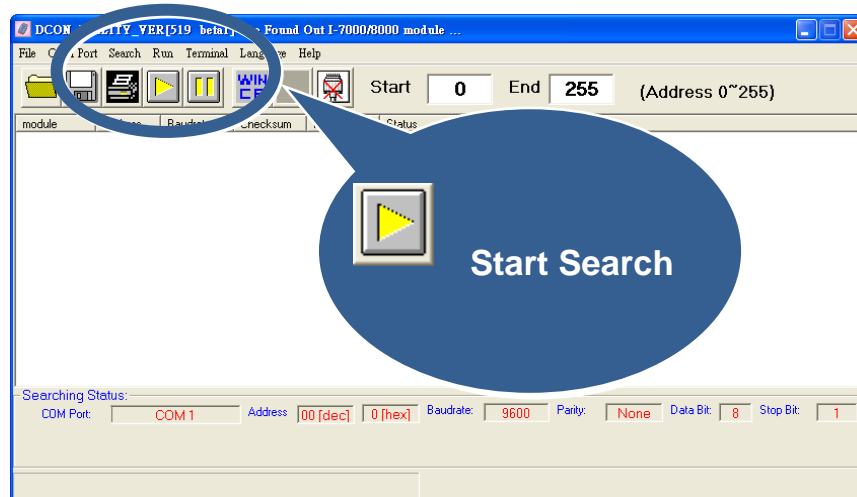 DCON VER[519 beta] Found Out I-7000/8000 module ...
File Port Search Run Terminal Help
WIN
Start 0 End 255 (Address 0~255)
module Checksum Status
Start Search
Searching Status:
COM Port: COM 1 Address 00 [dec] 0 [hex] Baudrate: 9600 Parity: None Data Bit: 8 Stop Bit: 1